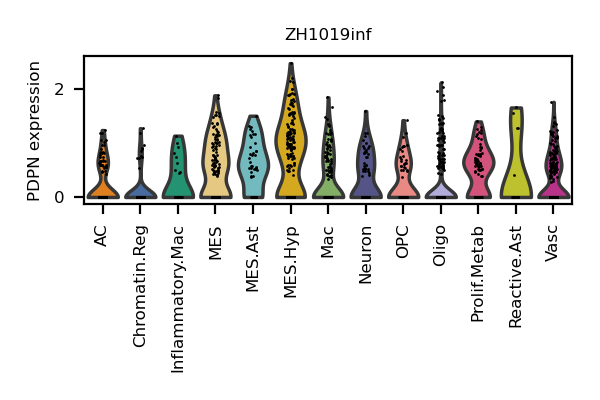 ZH1019inf
PDPN expression
2
0
AC
Chromatin.Reg
Inflammatory.Mac
MES
MES.Ast
MES.Hyp
Mac
Neuron
OPC
Oligo
Prolif.Metab
Reactive.Ast
Vasc